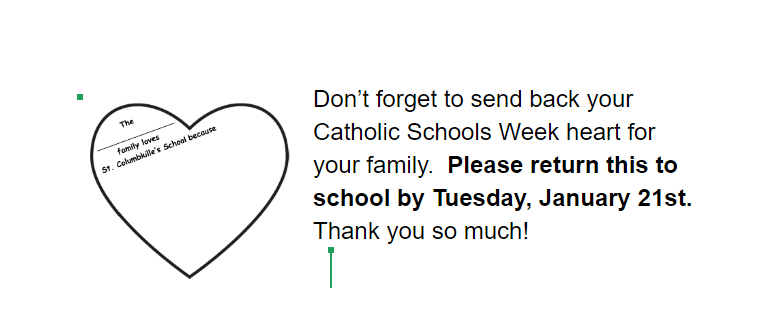 The
family loves
St. Columbkille's School because
Don't forget to send back your
Catholic Schools Week heart for
your family.  Please return this to
school by Tuesday, January 21st.
Thank you so much!